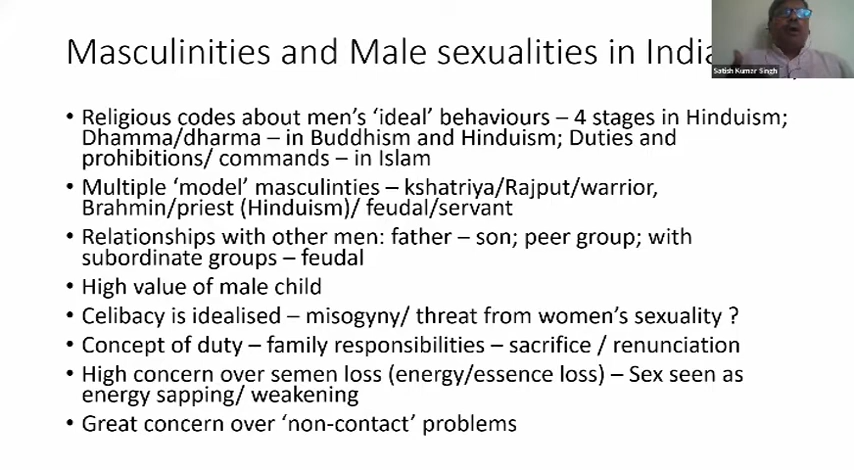 Masculinities and Male sexualities in India
Satish Kumar Singh
• Religious codes about men's 'ideal' behaviours – 4 stages in Hinduism;
Dhamma/dharma – in Buddhism and Hinduism; Duties and
prohibitions/ commands – in Islam
• Multiple 'model' masculinties – kshatriya/Rajput/warrior,
Brahmin/priest (Hinduism)/ feudal/servant
• Relationships with other men: father – son; peer group; with
subordinate groups – feudal
• High value of male child
• Celibacy is idealised – misogyny/ threat from women's sexuality ?
• Concept of duty – family responsibilities – sacrifice / renunciation
• High concern over semen loss (energy/essence loss) – Sex seen as
energy sapping/ weakening
• Great concern over 'non-contact' problems